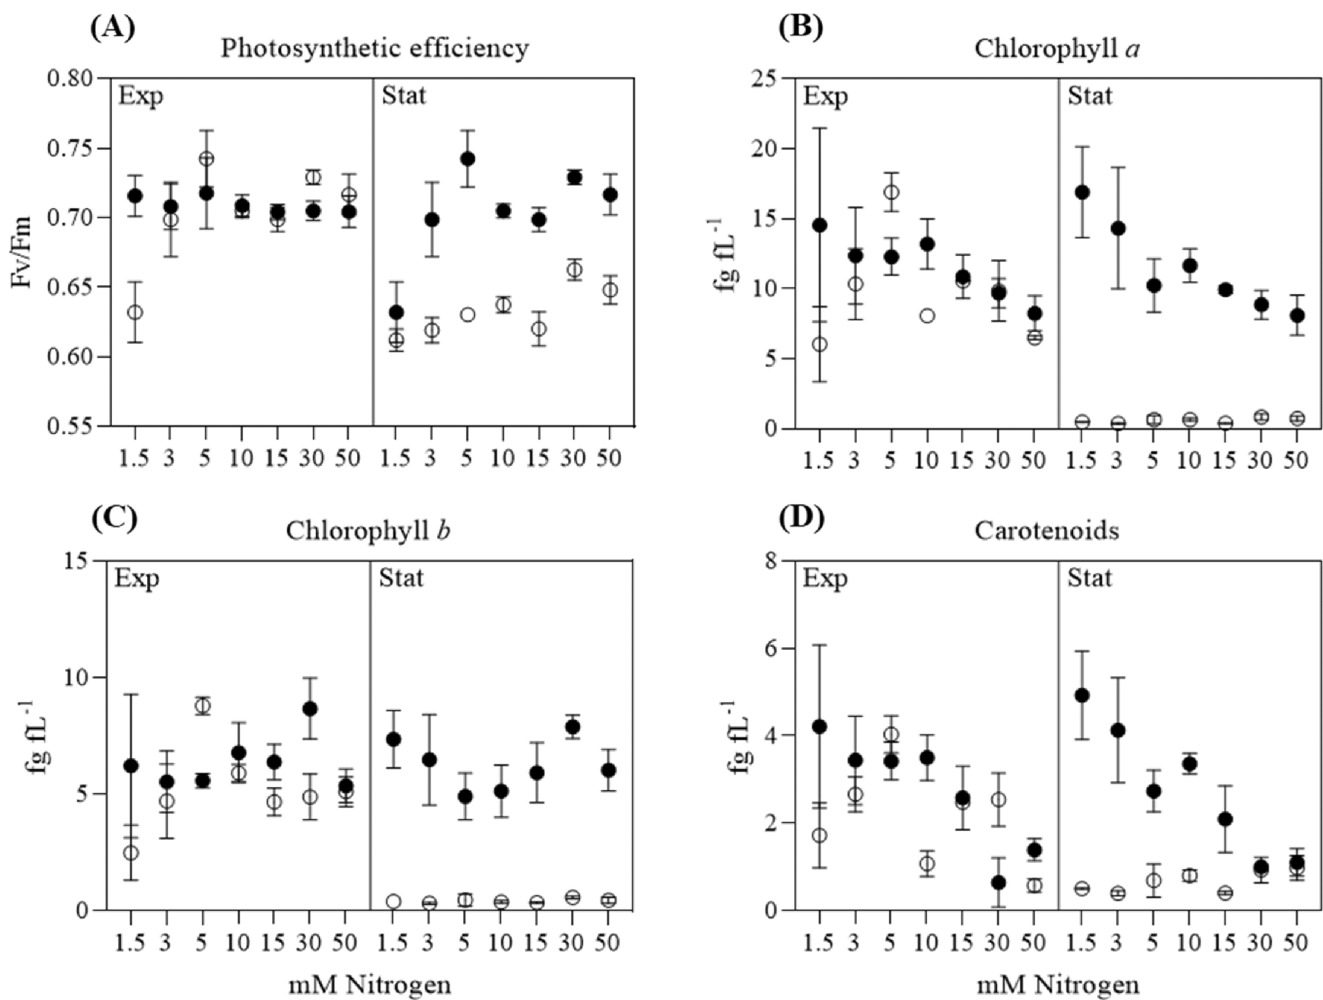 (A)
Photosynthetic efficiency
Exp
Stat
0.80
0.75
0.70
0.65
0.60
0.55
Fv/Fm
1.5 3 5 10 15 30 50 1.5 3 5 10 15 30 50
(B)
Chlorophyll a
Exp
Stat
25
20
15
10
5
0
fg fL-1
1.5 3 5 10 15 30 50 1.5 3 5 10 15 30 50
(C)
Chlorophyll b
Exp
Stat
15
10
5
0
fg fL-1
1.5 3 5 10 15 30 50 1.5 3 5 10 15 30 50
mM Nitrogen
(D)
Carotenoids
Exp
Stat
8
6
4
2
0
fg fL-1
1.5 3 5 10 15 30 50 1.5 3 5 10 15 30 50
mM Nitrogen